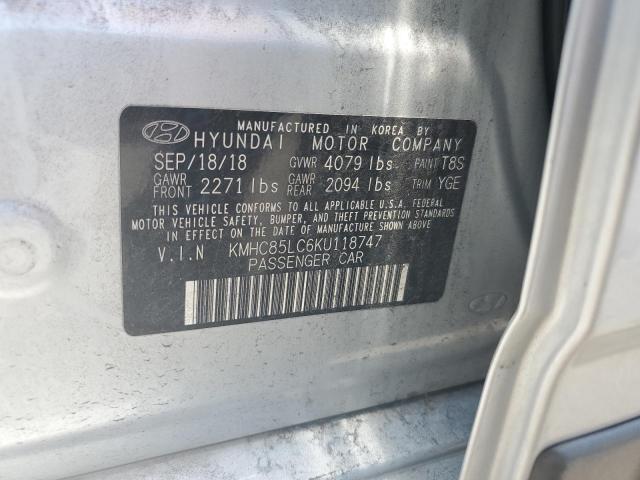 MANUFACTURED IN KOREA BY
HYUNDAI MOTOR COMPANY
SEP/18/18 GVWR 4079 lbs PAINT T8S
GAWR FRONT 2271 lbs GAWR REAR 2094 lbs TRIM YGE
THIS VEHICLE CONFORMS TO ALL APPLICABLE U.S.A. FEDERAL
MOTOR VEHICLE SAFETY, BUMPER, AND THEFT PREVENTION STANDARDS
IN EFFECT ON THE DATE OF MANUFACTURE SHOWN ABOVE
V.I.N KMHC85LC6KU118747
PASSENGER CAR